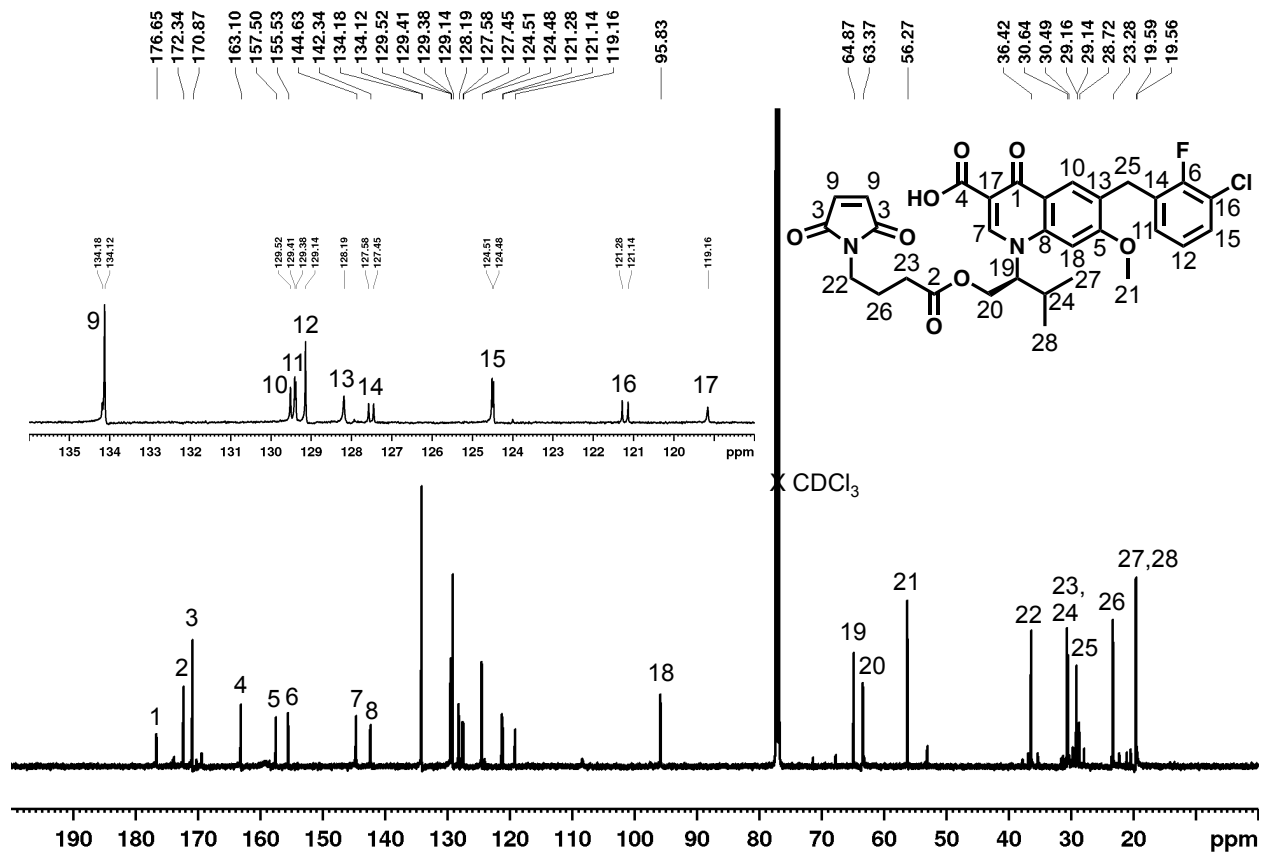 176.65 172.34 170.87 163.10 157.50 155.53 144.63 142.34 134.18 134.12 129.52 129.41 129.38 129.14 128.19 127.58 127.45 124.51 124.48 121.28 121.14 119.16 95.83 64.87 63.37 56.27 36.42 30.64 30.49 29.16 29.14 28.72 23.28 19.59 19.56
O O 10 25 F
9 9 17 13 14 6 Cl
HO 4 1 16
3 3 7 8 5 O 11 15
O N O N 18 12
23 19 27 21
22 2 O 24
26 O 20
28
134.18 134.12 129.52 129.41 129.38 129.14 128.19 127.58 127.45 124.51 124.48 121.28 121.14 119.16
9 10 11 12 13 14 15 16 17
135 134 133 132 131 130 129 128 127 126 125 124 123 122 121 120 ppm
X CDCl3
1 2 3 4 5 6 7 8 18 19 20 21 22 23, 24 25 26 27,28
190 180 170 160 150 140 130 120 110 100 90 80 70 60 50 40 30 20 ppm